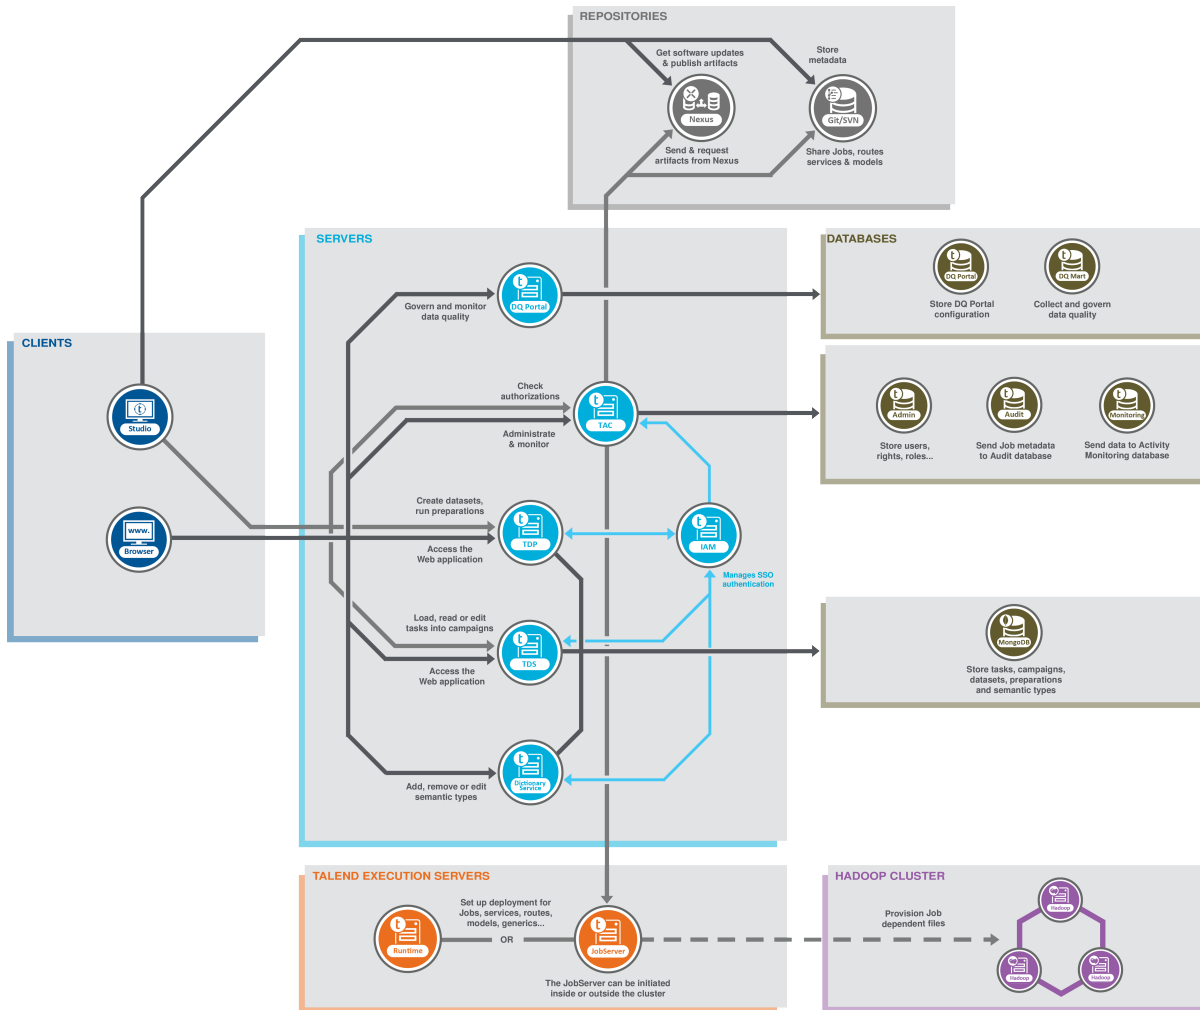 REPOSITORIES
Get software updates
& publish artifacts
Store
metadata
Nexus
Git/SVN
Send & request
artifacts from Nexus
Share Jobs, routes
services & models
SERVERS
DQ Portal
Govern and monitor
data quality
Check
authorizations
TAC
Administrate
& monitor
Create datasets,
run preparations
t
TDP
Access the
Web application
t
IAM
Manages SSO
authentication
Load, read or edit
tasks into campaigns
t
TDS
Access the
Web application
t
Dictionary
Service
Add, remove or edit
semantic types
CLIENTS
t
Studio
www.
Browser
DATABASES
t
DQ Portal
t
DQ Mart
Store DQ Portal
configuration
Collect and govern
data quality
t
Admin
t
Audit
t
Monitoring
Store users,
rights, roles...
Send Job metadata
to Audit database
Send data to Activity
Monitoring database
MongoDB
Store tasks, campaigns,
datasets, preparations
and semantic types
TALEND EXECUTION SERVERS
t
Runtime
Set up deployment for
Jobs, services, routes,
models, generics...
OR
t
JobServer
The JobServer can be initiated
inside or outside the cluster
HADOOP CLUSTER
Provision Job
dependent files
Hadoop
Hadoop
Hadoop